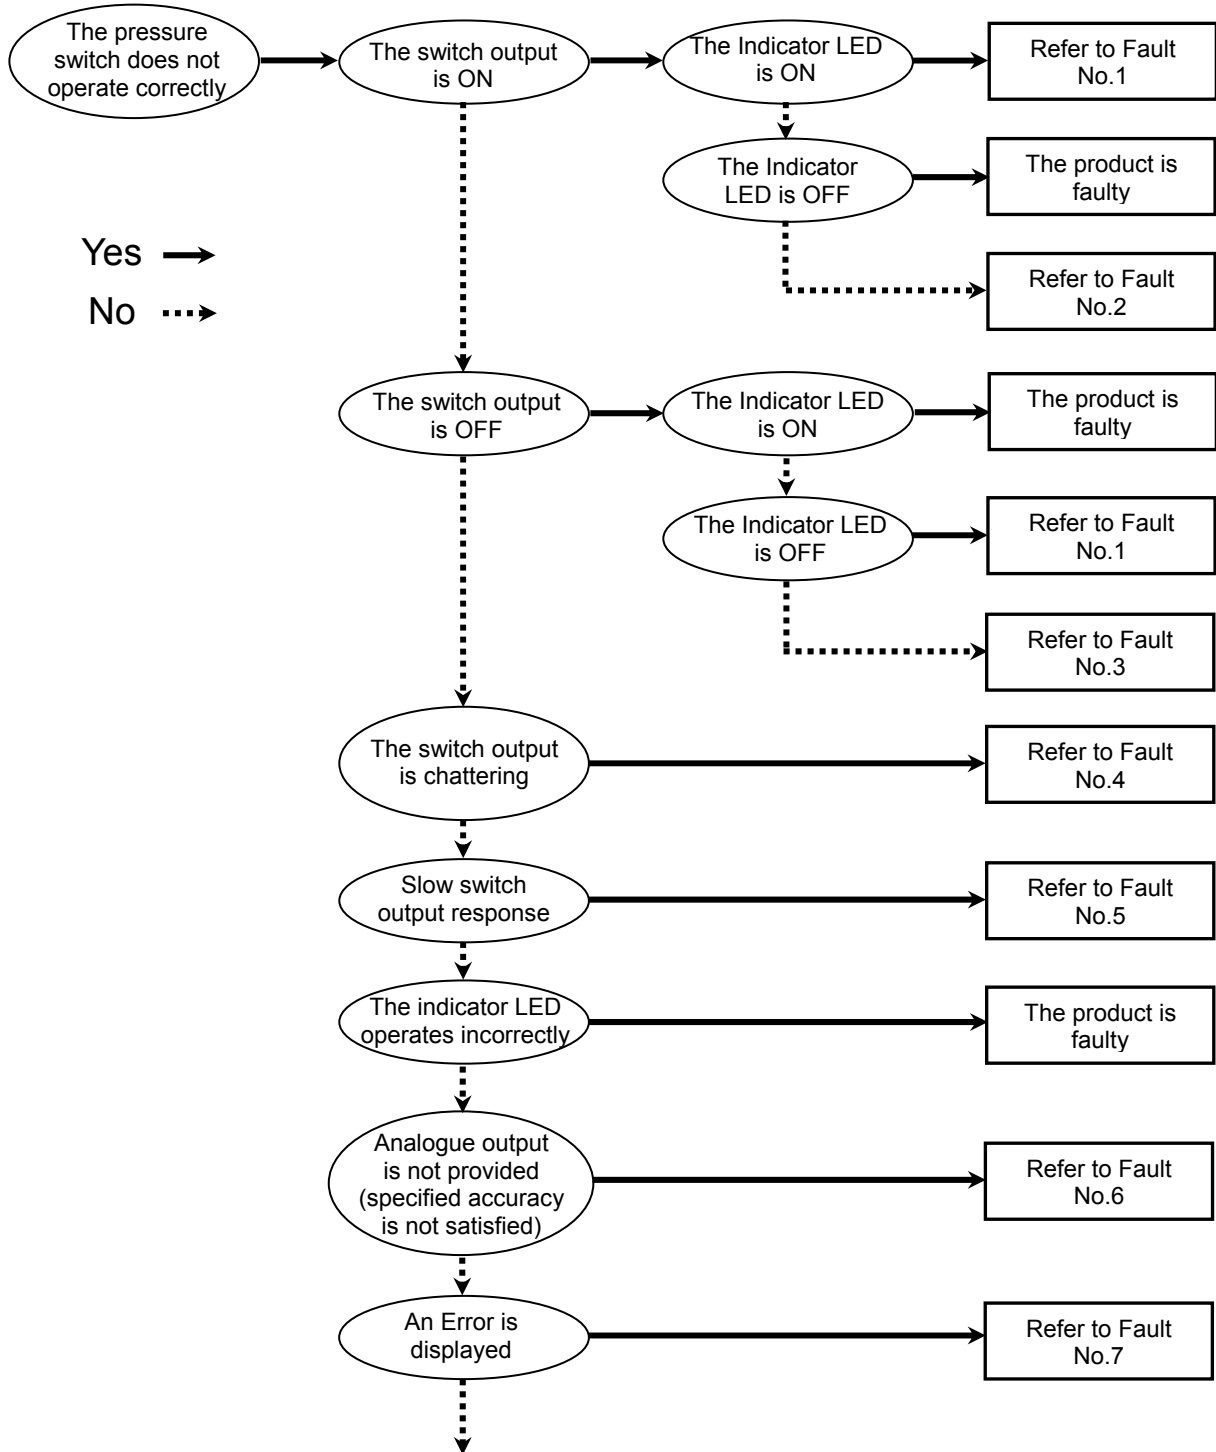 The pressure
switch does not
operate correctly
The switch output
is ON
The Indicator LED
is ON
Refer to Fault
No.1
The Indicator
LED is OFF
The product is
faulty
Yes
No
Refer to Fault
No.2
The switch output
is OFF
The Indicator LED
is ON
The product is
faulty
The Indicator LED
is OFF
Refer to Fault
No.1
Refer to Fault
No.3
The switch output
is chattering
Refer to Fault
No.4
Slow switch
output response
Refer to Fault
No.5
The indicator LED
operates incorrectly
The product is
faulty
Analogue output
is not provided
(specified accuracy
is not satisfied)
Refer to Fault
No.6
An Error is
displayed
Refer to Fault
No.7